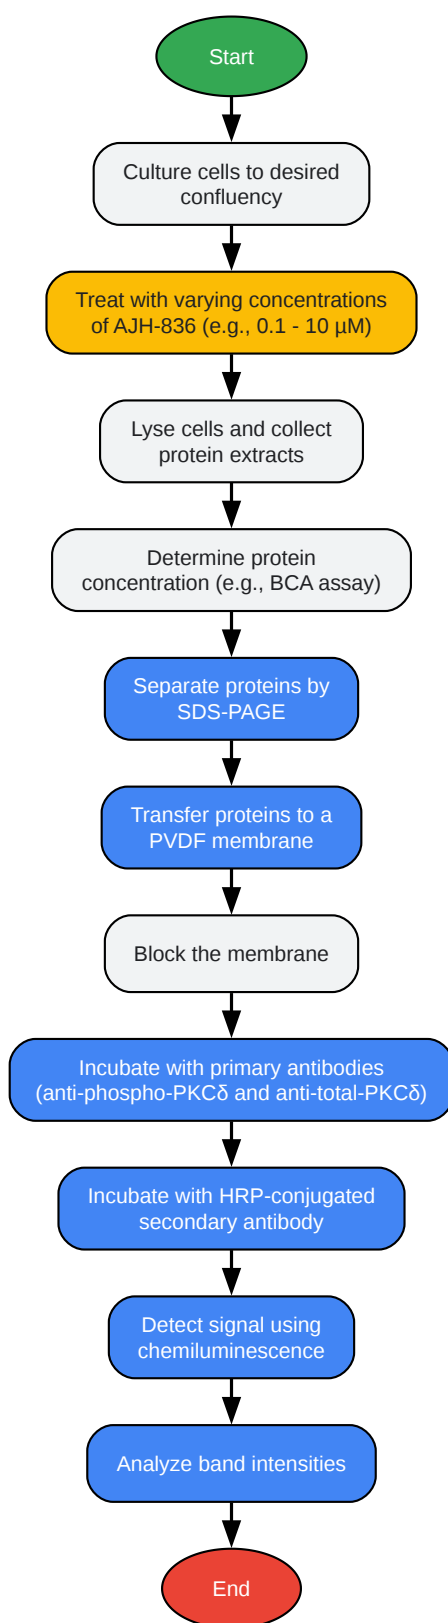 Start
Culture cells to desired
confluency
Treat with varying concentrations
of AJH-836 (e.g., 0.1 - 10 µM)
Lyse cells and collect
protein extracts
Determine protein
concentration (e.g., BCA assay)
Separate proteins by
SDS-PAGE
Transfer proteins to a
PVDF membrane
Block the membrane
Incubate with primary antibodies
(anti-phospho-PKCδ and anti-total-PKCδ)
Incubate with HRP-conjugated
secondary antibody
Detect signal using
chemiluminescence
Analyze band intensities
End